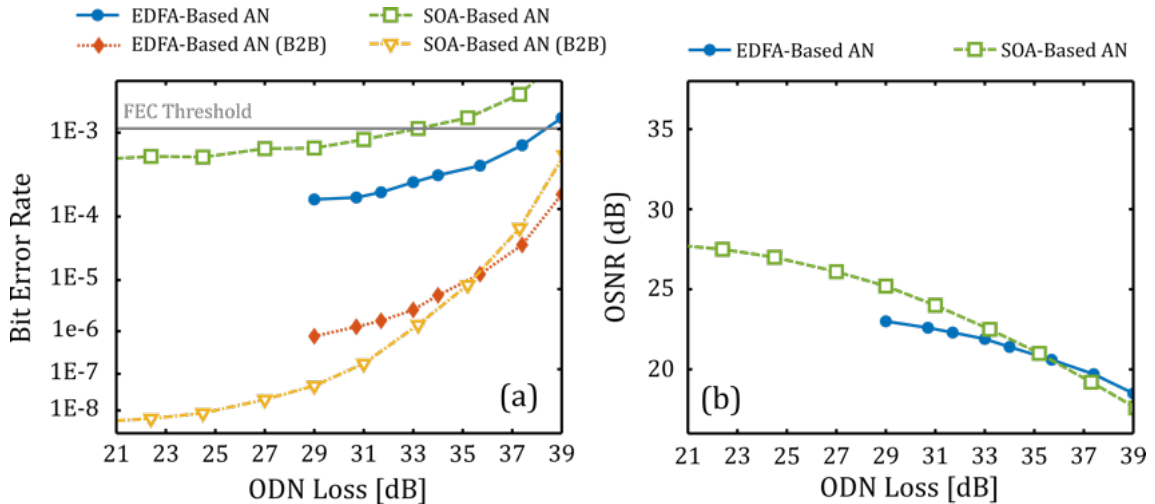 EDFA-Based AN
SOA-Based AN
EDFA-Based AN (B2B)
SOA-Based AN (B2B)
FEC Threshold
1E-3
1E-4
1E-5
1E-6
1E-7
1E-8
Bit Error Rate
(a)
21 23 25 27 29 31 33 35 37 39
ODN Loss [dB]
EDFA-Based AN
SOA-Based AN
35
30
25
20
OSNR (dB)
(b)
21 23 25 27 29 31 33 35 37 39
ODN Loss [dB]